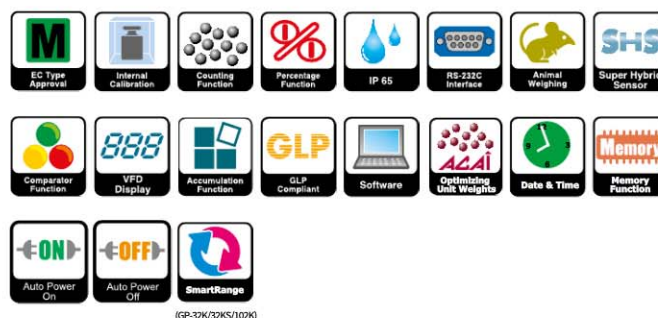 M
EC Type
Approval
Internal
Calibration
Counting
Function
%
Percentage
Function
IP 65
RS-232C
Interface
Animal
Weighing
SHS
Super Hybrid
Sensor
Comparator
Function
888
VFD
Display
Accumulation
Function
GLP
GLP
Compliant
Software
ACAI
Optimizing
Unit Weights
Date & Time
Memory
Memory
Function
ON
Auto Power
On
OFF
Auto Power
Off
SmartRange
(GP-32K/32KS/102K)